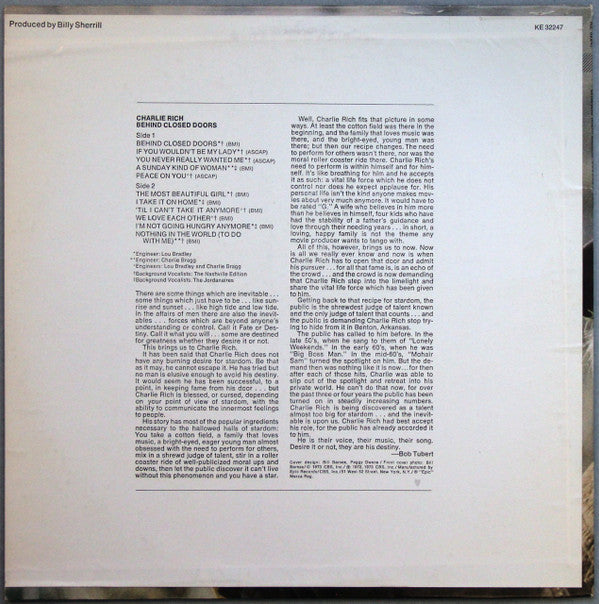 Produced by Billy Sherrill
KE 32247
CHARLIE RICH
BEHIND CLOSED DOORS
Side 1
BEHIND CLOSED DOORS*† (BMI)
IF YOU WOULDN'T BE MY LADY*† (ASCAP)
YOU NEVER REALLY WANTED ME*† (ASCAP)
A SUNDAY KIND OF WOMAN**‡ (BMI)
PEACE ON YOU*† (ASCAP)
Side 2
THE MOST BEAUTIFUL GIRL*‡ (BMI)
I TAKE IT ON HOME*‡ (BMI)
'TIL I CAN'T TAKE IT ANYMORE*† (BMI)
WE LOVE EACH OTHER*† (BMI)
I'M NOT GOING HUNGRY ANYMORE*† (BMI)
NOTHING IN THE WORLD (TO DO
WITH ME)**† (BMI)
*Engineer: Lou Bradley
**Engineer: Charlie Bragg
*Engineers: Lou Bradley and Charlie Bragg
†Background Vocalists: The Nashville Edition
‡Background Vocalists: The Jordanaires
There are some things which are inevitable...
some things which just have to be... like sun-
rise and sunset... like high tide and low tide.
In the affairs of men there are also the inevit-
ables... forces which are beyond anyone's
understanding or control. Call it Fate or Des-
tiny. Call it what you will... some are destined
for greatness whether they desire it or not.
This brings us to Charlie Rich.
It has been said that Charlie Rich does not
have any burning desire for stardom. Be that
as it may, he cannot escape it. He has tried but
no man is elusive enough to avoid his destiny.
It would seem he has been successful, to a
point, in keeping fame from his door... but
Charlie Rich is blessed, or cursed, depending
on your point of view of stardom, with the
ability to communicate the innermost feelings
to people.
His story has most of the popular ingredients
necessary to the hallowed halls of stardom:
You take a cotton field, a family that loves
music, a bright-eyed, eager young man almost
obsessed with the need to perform for others,
mix in a shrewd judge of talent, stir in a roller
coaster ride of well-publicized moral ups and
downs, then let the public discover it can't live
without this phenomenon and you have a star.
Well, Charlie Rich fits that picture in some
ways. At least the cotton field was there in the
beginning, and the family that loves music was
there, and the bright-eyed, young man was
there; but then our recipe changes. The need
to perform for others wasn't there, nor was the
moral roller coaster ride there. Charlie Rich's
need to perform is within himself and for him-
self. It's like breathing for him and he accepts
it as such: a vital life force which he does not
control nor does he expect applause for. His
personal life isn't the kind anyone makes mov-
ies about very much anymore. It would have to
be rated "G." A wife who believes in him more
than he believes in himself, four kids who have
had the stability of a father's guidance and
love through their needing years... in short, a
loving, happy family is not the theme any
movie producer wants to tango with.
All of this, however, brings us to now. Now
is all we really ever know and now is when
Charlie Rich has to open that door and admit
his pursuer... for all that fame is, is an echo of
the crowd... and the crowd is now demanding
that Charlie Rich step into the limelight and
share the vital life force which has been given
to him.
Getting back to that recipe for stardom, the
public is the shrewdest judge of talent known
and the only judge of talent that counts... and
the public is demanding Charlie Rich stop try-
ing to hide from it in Benton, Arkansas.
The public has called to him before. In the
late 50's, when he sang to them of "Lonely
Weekends." In the early 60's, when he was
"Big Boss Man." In the mid-60's, "Mohair
Sam" turned the spotlight on him. But the de-
mand then was nothing like it is now... for then
after each of those hits, Charlie was able to
slip out of the spotlight and retreat into his
private world. He can't do that now, for over
the past three or four years the public has been
turned on in steadily increasing numbers.
Charlie Rich is being discovered as a talent
almost too big for stardom... and the inevit-
able is upon us. Charlie Rich had best accept
his role, for the public has already accorded it
to him.
He is their voice, their music, their song.
Desire it or not, they are his destiny.
—Bob Tubert
Cover design: Bill Barnes, Peggy Owens / Front cover photo: Bill
Barnes/© 1973 CBS, Inc./℗ 1972, 1973 CBS, Inc./Manufactured by
Epic Records/CBS, Inc./51 West 52 Street, New York, N.Y./® "Epic"
Marca Reg.